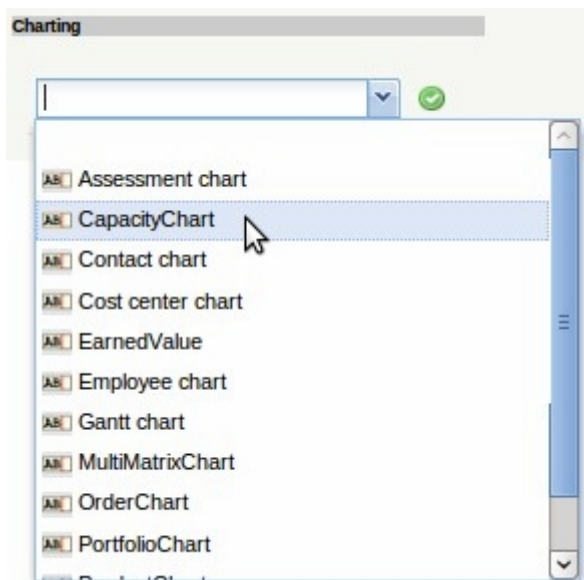 Charting
Assessment chart
CapacityChart
Contact chart
Cost center chart
EarnedValue
Employee chart
Gantt chart
MultiMatrixChart
OrderChart
PortfolioChart